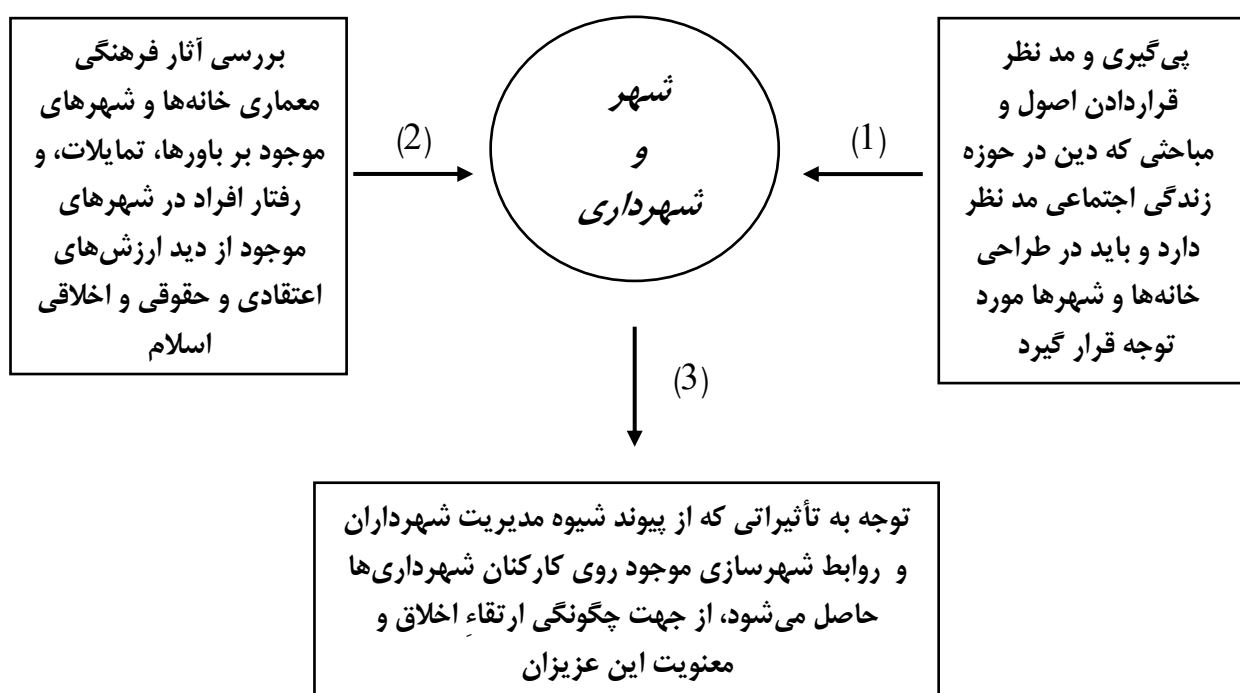 پی‌گیری و مد نظر
قراردادن اصول و
مباحثی که دین در حوزه
زندگی اجتماعی مد نظر
دارد و باید در طراحی
خانه‌ها و شهرها مورد
توجه قرار گیرد
(1)
شهر
و
شهرداری
(2)
بررسی آثار فرهنگی
معماری خانه‌ها و شهرهای
موجود بر باورها، تمایلات، و
رفتار افراد در شهرهای
موجود از دید ارزش‌های
اعتقادی و حقوقی و اخلاقی
اسلام
(3)
توجه به تأثیراتی که از پیوند شیوه مدیریت شهرداران
و روابط شهرسازی موجود روی کارکنان شهرداری‌ها
حاصل می‌شود، از جهت چگونگی ارتقاءِ اخلاق و
معنویت این عزیزان